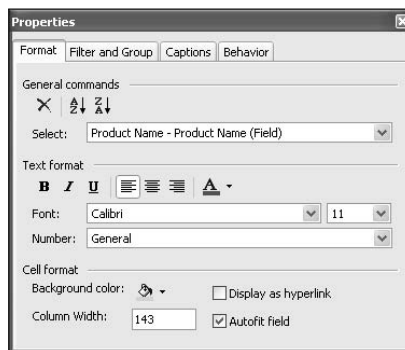 Properties
Format Filter and Group Captions Behavior
General commands
Select: Product Name - Product Name (Field)
Text format
B I U A
Font: Calibri 11
Number: General
Cell format
Background color: Display as hyperlink
Column Width: 143 Autofit field